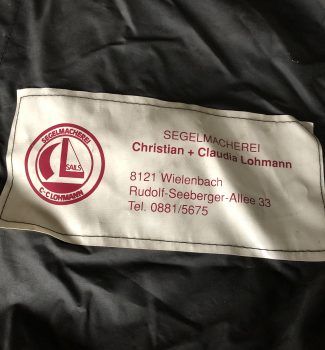 SEGELMACHEREI
SAILS
C+C LOHMANN
SEGELMACHEREI
Christian + Claudia Lohmann
8121 Wielenbach
Rudolf-Seeberger-Allee 33
Tel. 0881/5675